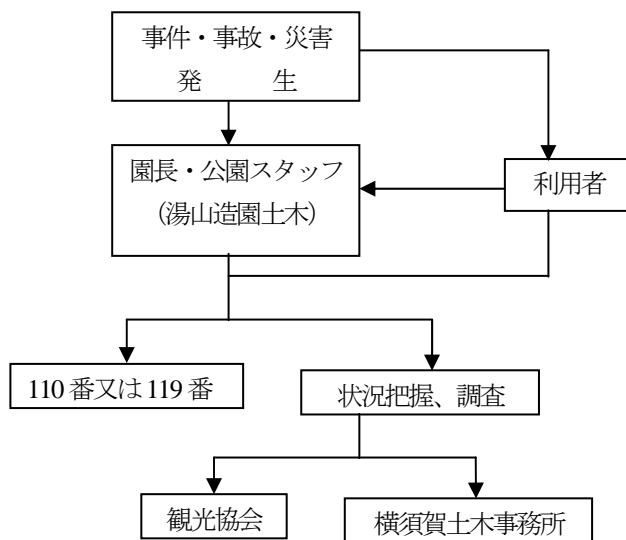 事件・事故・災害
発　　　生
園長・公園スタッフ
(湯山造園土木)
利用者
110番又は119番
状況把握、調査
観光協会
横須賀土木事務所